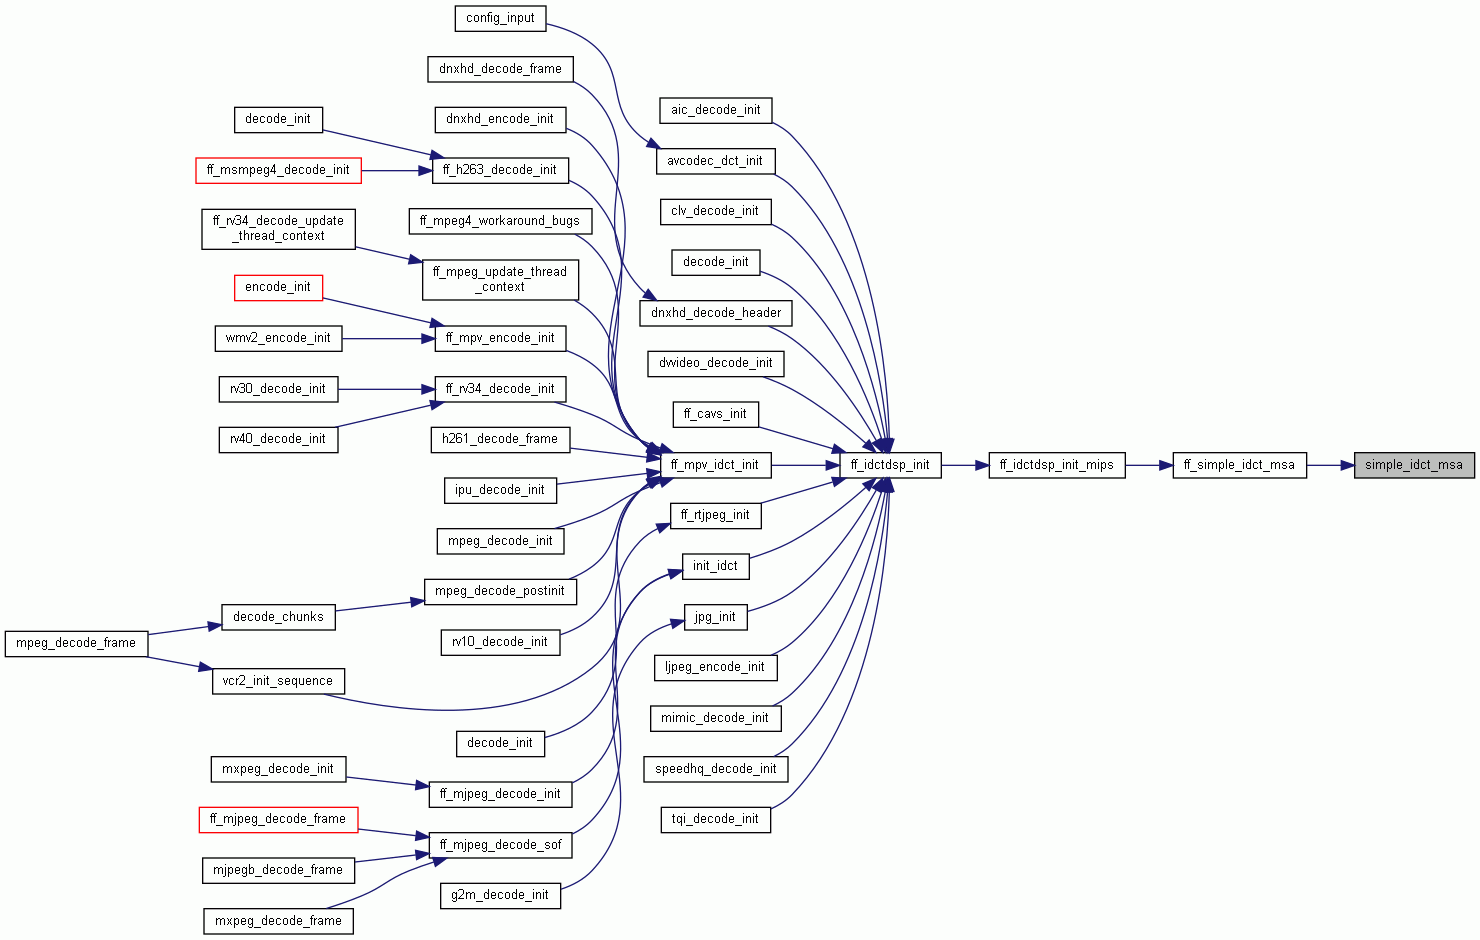 config_input
dnxhd_decode_frame
dnxhd_encode_init
decode_init
ff_msmpeg4_decode_init
ff_h263_decode_init
ff_rv34_decode_update
_thread_context
ff_mpeg4_workaround_bugs
ff_mpeg_update_thread
_context
encode_init
wmv2_encode_init
ff_mpv_encode_init
rv30_decode_init
ff_rv34_decode_init
rv40_decode_init
h261_decode_frame
ipu_decode_init
mpeg_decode_init
mpeg_decode_postinit
decode_chunks
mpeg_decode_frame
rv10_decode_init
vcr2_init_sequence
decode_init
mxpeg_decode_init
ff_mjpeg_decode_init
ff_mjpeg_decode_frame
ff_mjpeg_decode_sof
mjpegb_decode_frame
g2m_decode_init
mxpeg_decode_frame
aic_decode_init
avcodec_dct_init
clv_decode_init
decode_init
dnxhd_decode_header
dvvideo_decode_init
ff_cavs_init
ff_mpv_idct_init
ff_rtjpeg_init
init_idct
jpg_init
ljpeg_encode_init
mimic_decode_init
speedhq_decode_init
tqi_decode_init
ff_idctdsp_init
ff_idctdsp_init_mips
ff_simple_idct_msa
simple_idct_msa